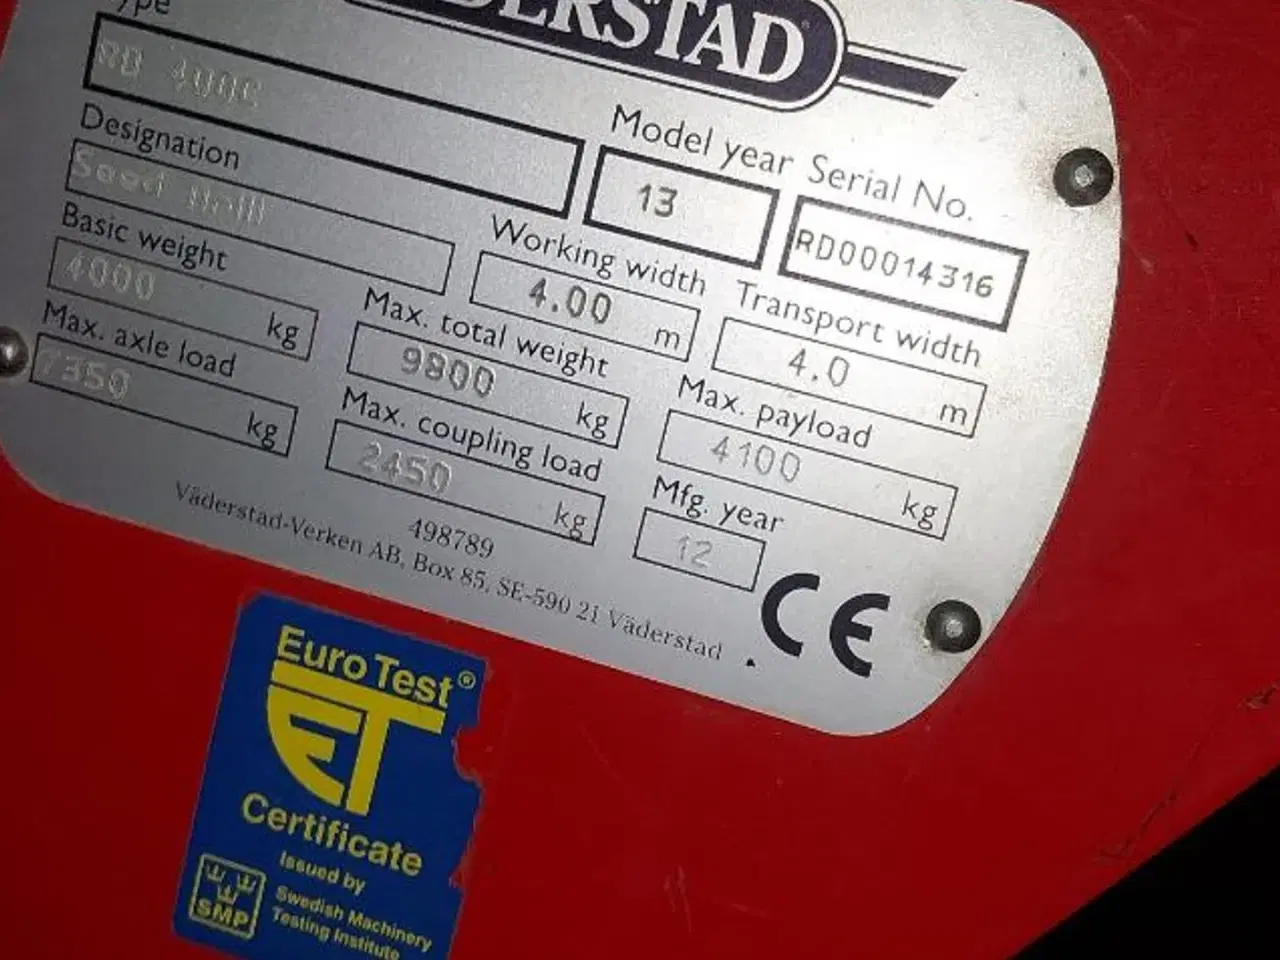 DERSTAD
ype
RD 400C
Designation
Seed Drill
Model year
13
Serial No.
RD00014316
Basic weight
4000 kg
Working width
4.00 m
Transport width
4.0 m
Max. axle load
7350 kg
Max. total weight
9800 kg
Max. payload
4100 kg
Max. coupling load
2450 kg
Mfg. year
12
498789
Väderstad-Verken AB, Box 85, SE-590 21 Väderstad
CE
Euro Test®
ET
Certificate
Issued by
SMP
Swedish Machinery
Testing Institute